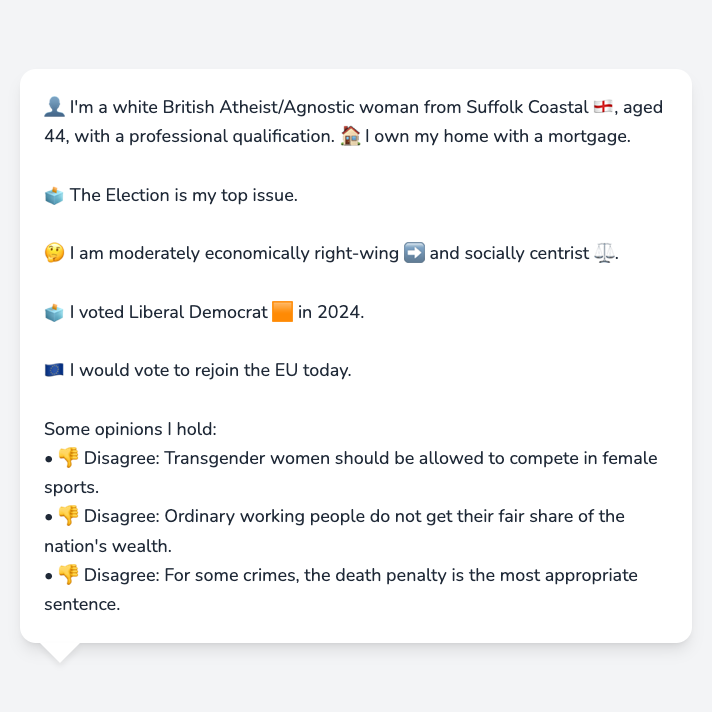 👤 I'm a white British Atheist/Agnostic woman from Suffolk Coastal 🏴󠁧󠁢󠁥󠁮󠁧󠁿, aged
44, with a professional qualification. 🏠 I own my home with a mortgage.
🗳️ The Election is my top issue.
🤔 I am moderately economically right-wing ➡️ and socially centrist ⚖️.
🗳️ I voted Liberal Democrat 🟧 in 2024.
🇪🇺 I would vote to rejoin the EU today.
Some opinions I hold:
• 👎 Disagree: Transgender women should be allowed to compete in female
sports.
• 👎 Disagree: Ordinary working people do not get their fair share of the
nation's wealth.
• 👎 Disagree: For some crimes, the death penalty is the most appropriate
sentence.